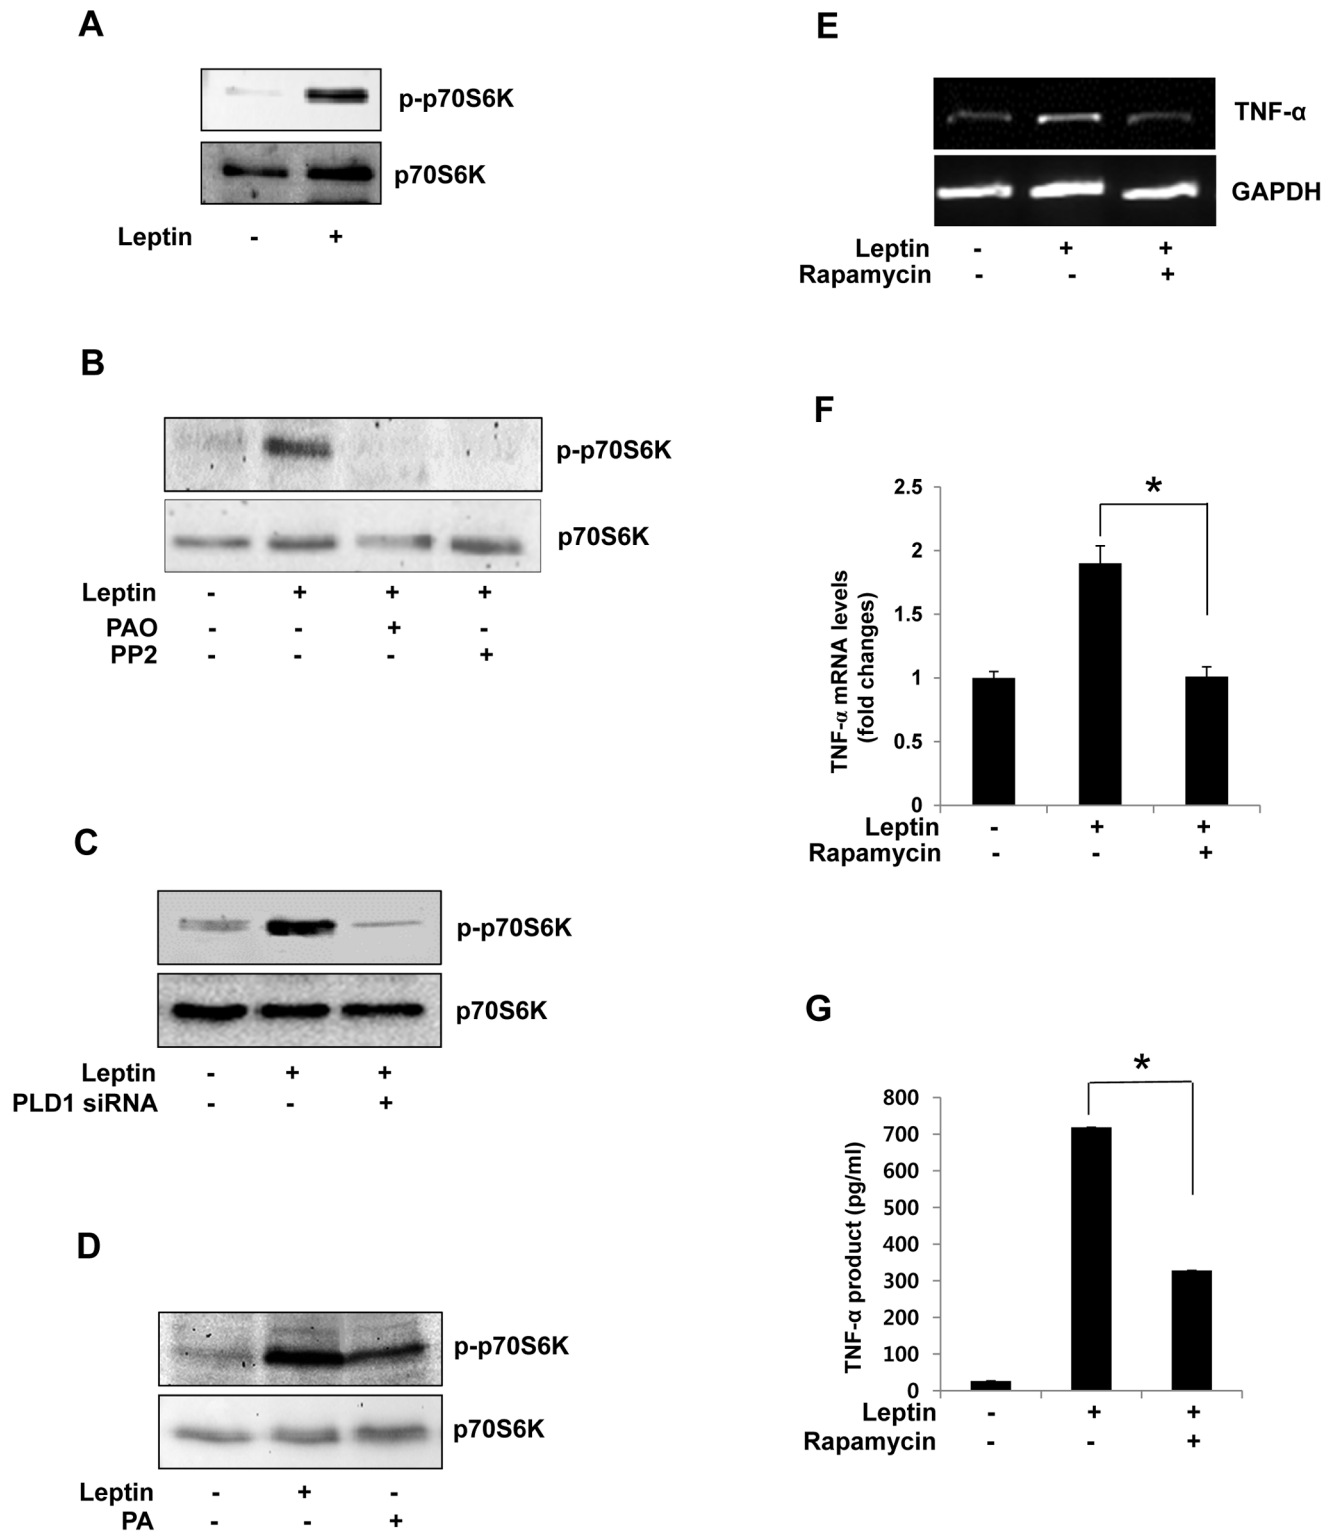 A
p-p70S6K
p70S6K
Leptin - +
B
p-p70S6K
p70S6K
Leptin - + + +
PAO - - + -
PP2 - - - +
C
p-p70S6K
p70S6K
Leptin - + +
PLD1 siRNA - - +
D
p-p70S6K
p70S6K
Leptin - + -
PA - - +
E
TNF-α
GAPDH
Leptin - + +
Rapamycin - - +
F
*
2.5
2
1.5
1
0.5
0
TNF-α mRNA levels
(fold changes)
Leptin - + +
Rapamycin - - +
G
*
800
700
600
500
400
300
200
100
0
TNF-α product (pg/ml)
Leptin - + +
Rapamycin - - +